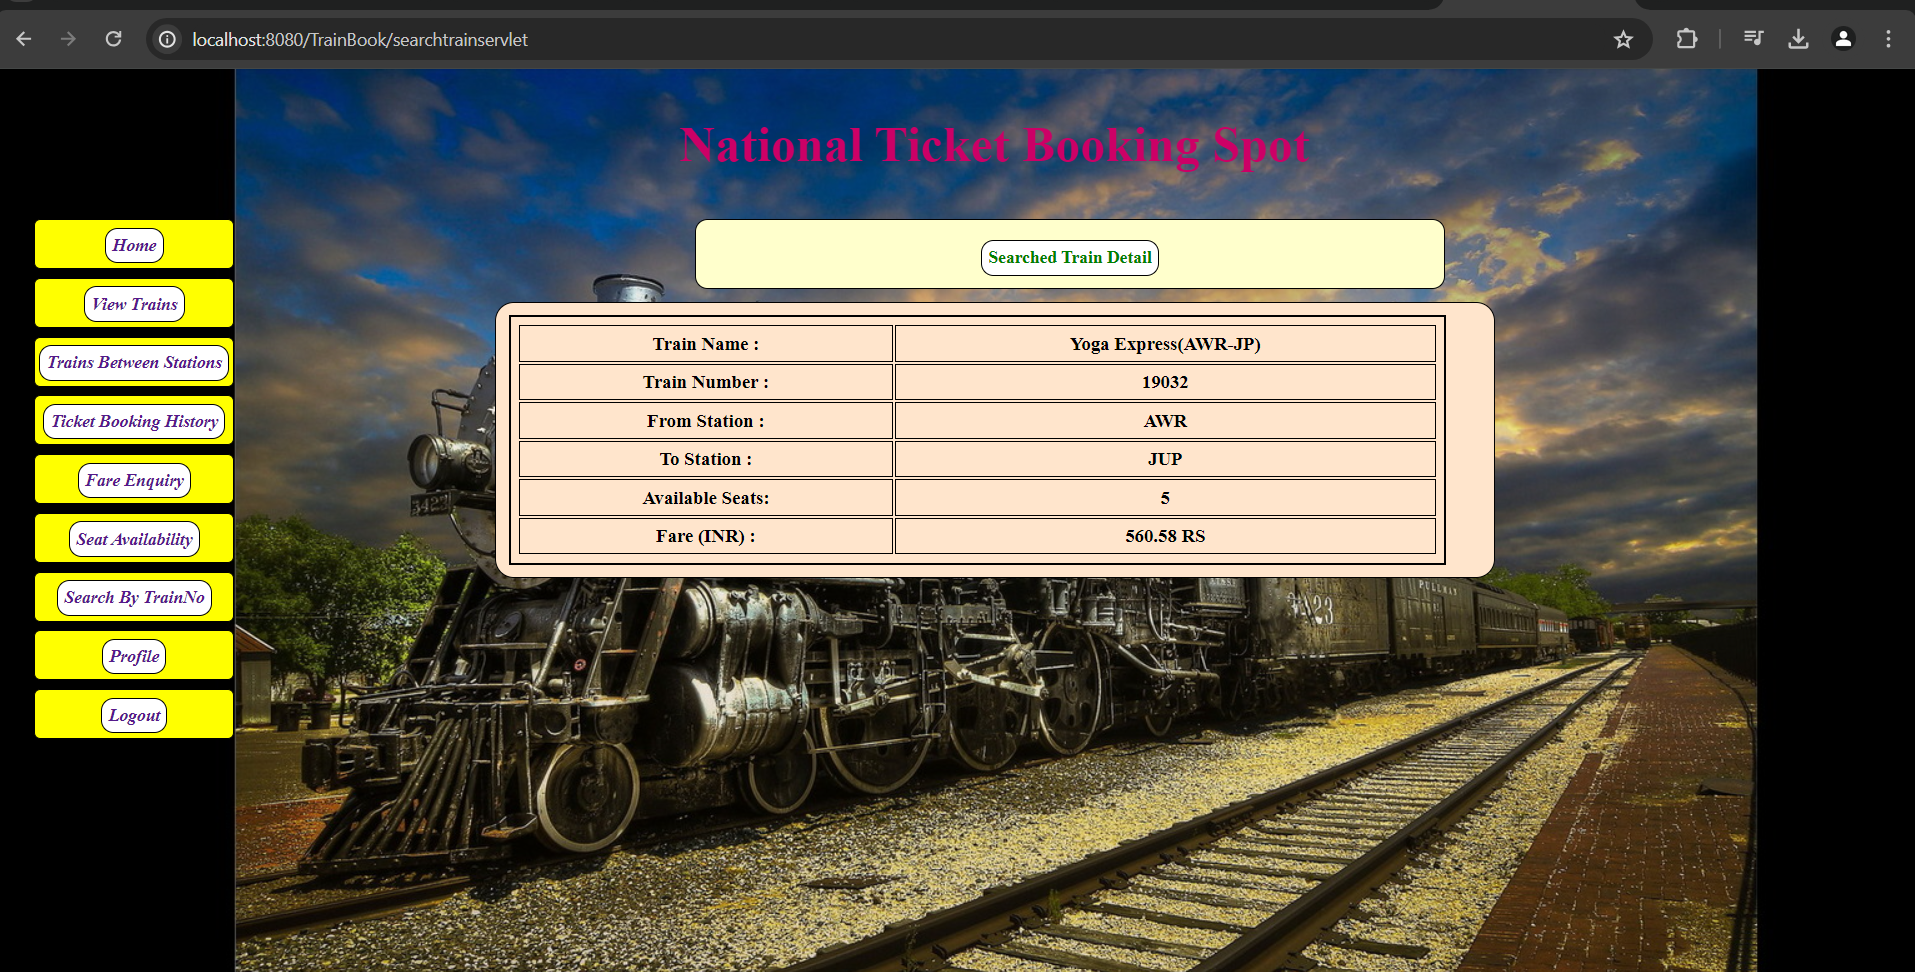 localhost:8080/TrainBook/searchtrainservlet
National Ticket Booking Spot
Home
View Trains
Trains Between Stations
Ticket Booking History
Fare Enquiry
Seat Availability
Search By TrainNo
Profile
Logout
Searched Train Detail
Train Name : Yoga Express(AWR-JP)
Train Number : 19032
From Station : AWR
To Station : JUP
Available Seats: 5
Fare (INR) : 560.58 RS
PULLMAN